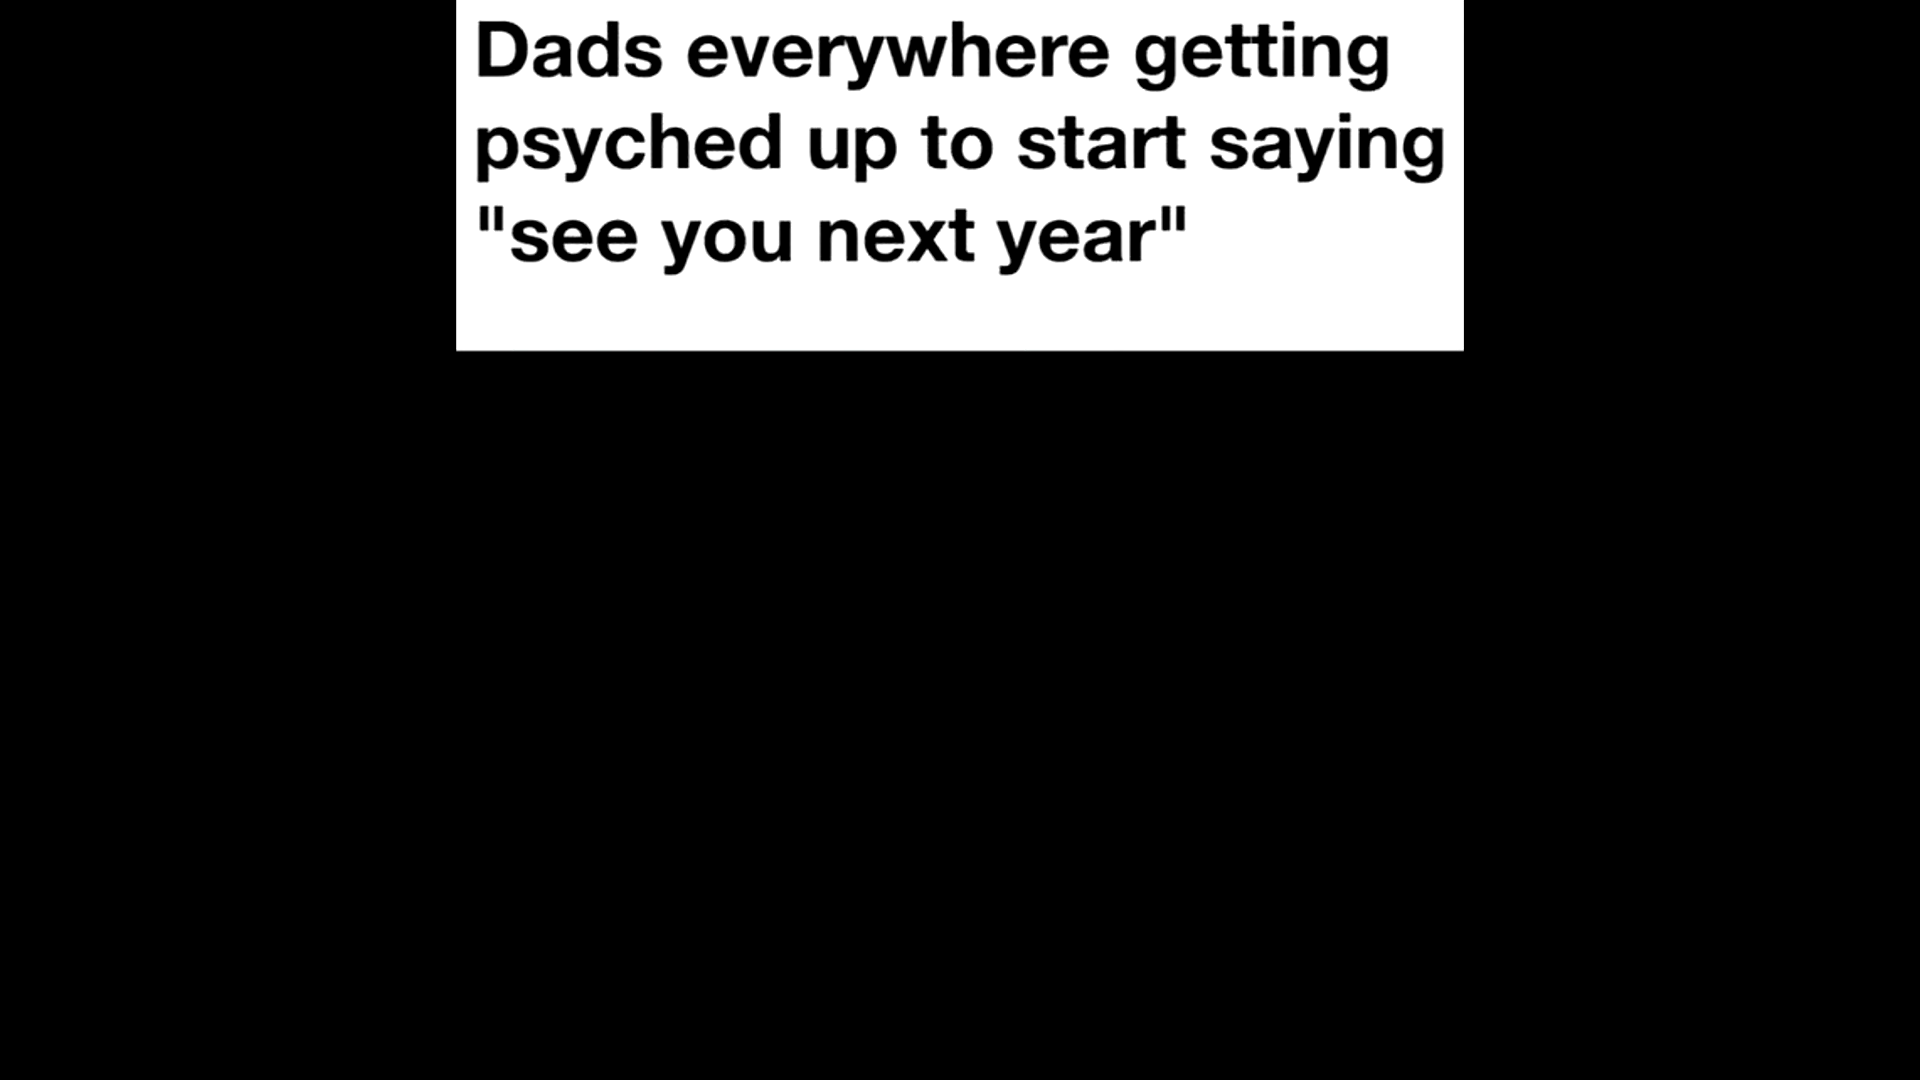 Dads everywhere getting
psyched up to start saying
"see you next year"